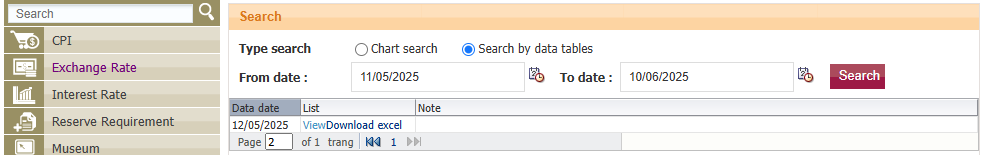 Search
CPI
Exchange Rate
Interest Rate
Reserve Requirement
Museum
Search
Type search Chart search Search by data tables
From date : 11/05/2025 To date : 10/06/2025 Search
Data date List Note
12/05/2025 ViewDownload excel
Page 2 of 1 trang 1